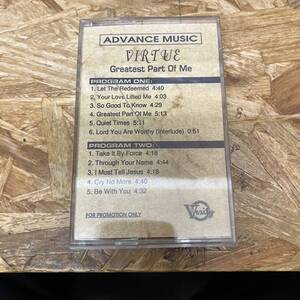 ADVANCE MUSIC
VIRTUE
Greatest Part Of Me
PROGRAM ONE:
1. Let The Redeemed 4:40
2. Your Love Lifted Me 4:03
3. So Good To Know 4:29
4. Greatest Part Of Me 5:13
5. Quiet Times 5:11
6. Lord You Are Worthy (Interlude) 0:51
PROGRAM TWO:
1. Take It By Force 4:18
2. Through Your Name 4:44
3. I Must Tell Jesus 4:18
4. Cry No More 4:40
5. Be With You 4:32
FOR PROMOTION ONLY
Verity